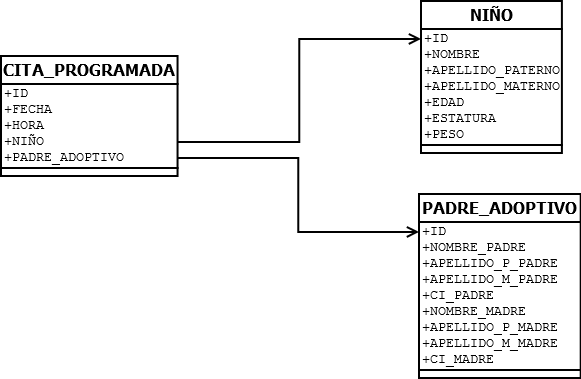 CITA_PROGRAMADA
+ID
+FECHA
+HORA
+NIÑO
+PADRE_ADOPTIVO
NIÑO
+ID
+NOMBRE
+APELLIDO_PATERNO
+APELLIDO_MATERNO
+EDAD
+ESTATURA
+PESO
PADRE_ADOPTIVO
+ID
+NOMBRE_PADRE
+APELLIDO_P_PADRE
+APELLIDO_M_PADRE
+CI_PADRE
+NOMBRE_MADRE
+APELLIDO_P_MADRE
+APELLIDO_M_MADRE
+CI_MADRE